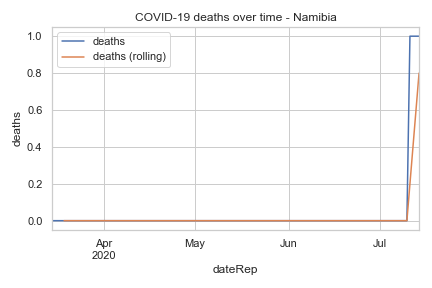 COVID-19 deaths over time - Namibia
deaths
deaths (rolling)
1.0
0.8
0.6
0.4
0.2
0.0
deaths
Apr
2020
May
Jun
Jul
dateRep